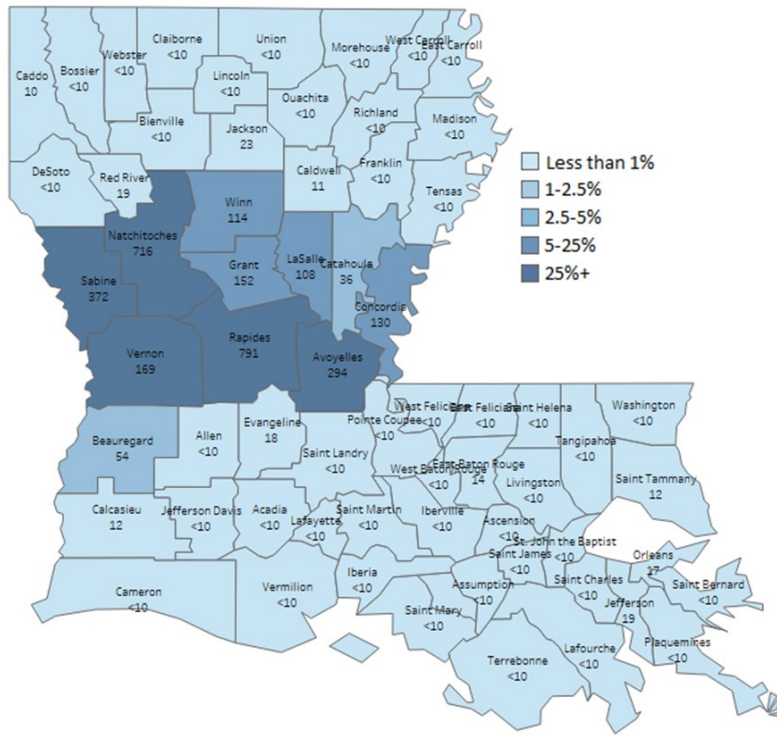 Caddo
10
Bossier
<10
Webster
<10
Claiborne
<10
Union
<10
Morehouse
<10
West Carroll
<10
East Carroll
<10
Lincoln
<10
Ouachita
<10
Richland
<10
Madison
<10
Bienville
<10
Jackson
23
Caldwell
11
Franklin
<10
Tensas
<10
DeSoto
<10
Red River
19
Less than 1%
1-2.5%
2.5-5%
5-25%
25%+
Natchitoches
716
Winn
114
Sabine
372
Grant
152
LaSalle
108
Catahoula
36
Concordia
130
Vernon
169
Rapides
791
Avoyelles
294
Beauregard
54
Allen
<10
Evangeline
18
Saint Landry
<10
Pointe Coupee
<10
West Feliciana
<10
East Feliciana
<10
Saint Helena
<10
Tangipahoa
<10
Washington
<10
West Baton Rouge
<10
East Baton Rouge
14
Livingston
<10
Saint Tammany
12
Calcasieu
12
Jefferson Davis
<10
Acadia
<10
Lafayette
<10
Saint Martin
<10
Iberville
<10
Ascension
<10
St. John the Baptist
<10
Saint James
<10
Orleans
17
Cameron
<10
Vermilion
<10
Iberia
<10
Saint Mary
<10
Assumption
<10
Saint Charles
<10
Jefferson
19
Saint Bernard
<10
Plaquemines
<10
Terrebonne
<10
Lafourche
<10